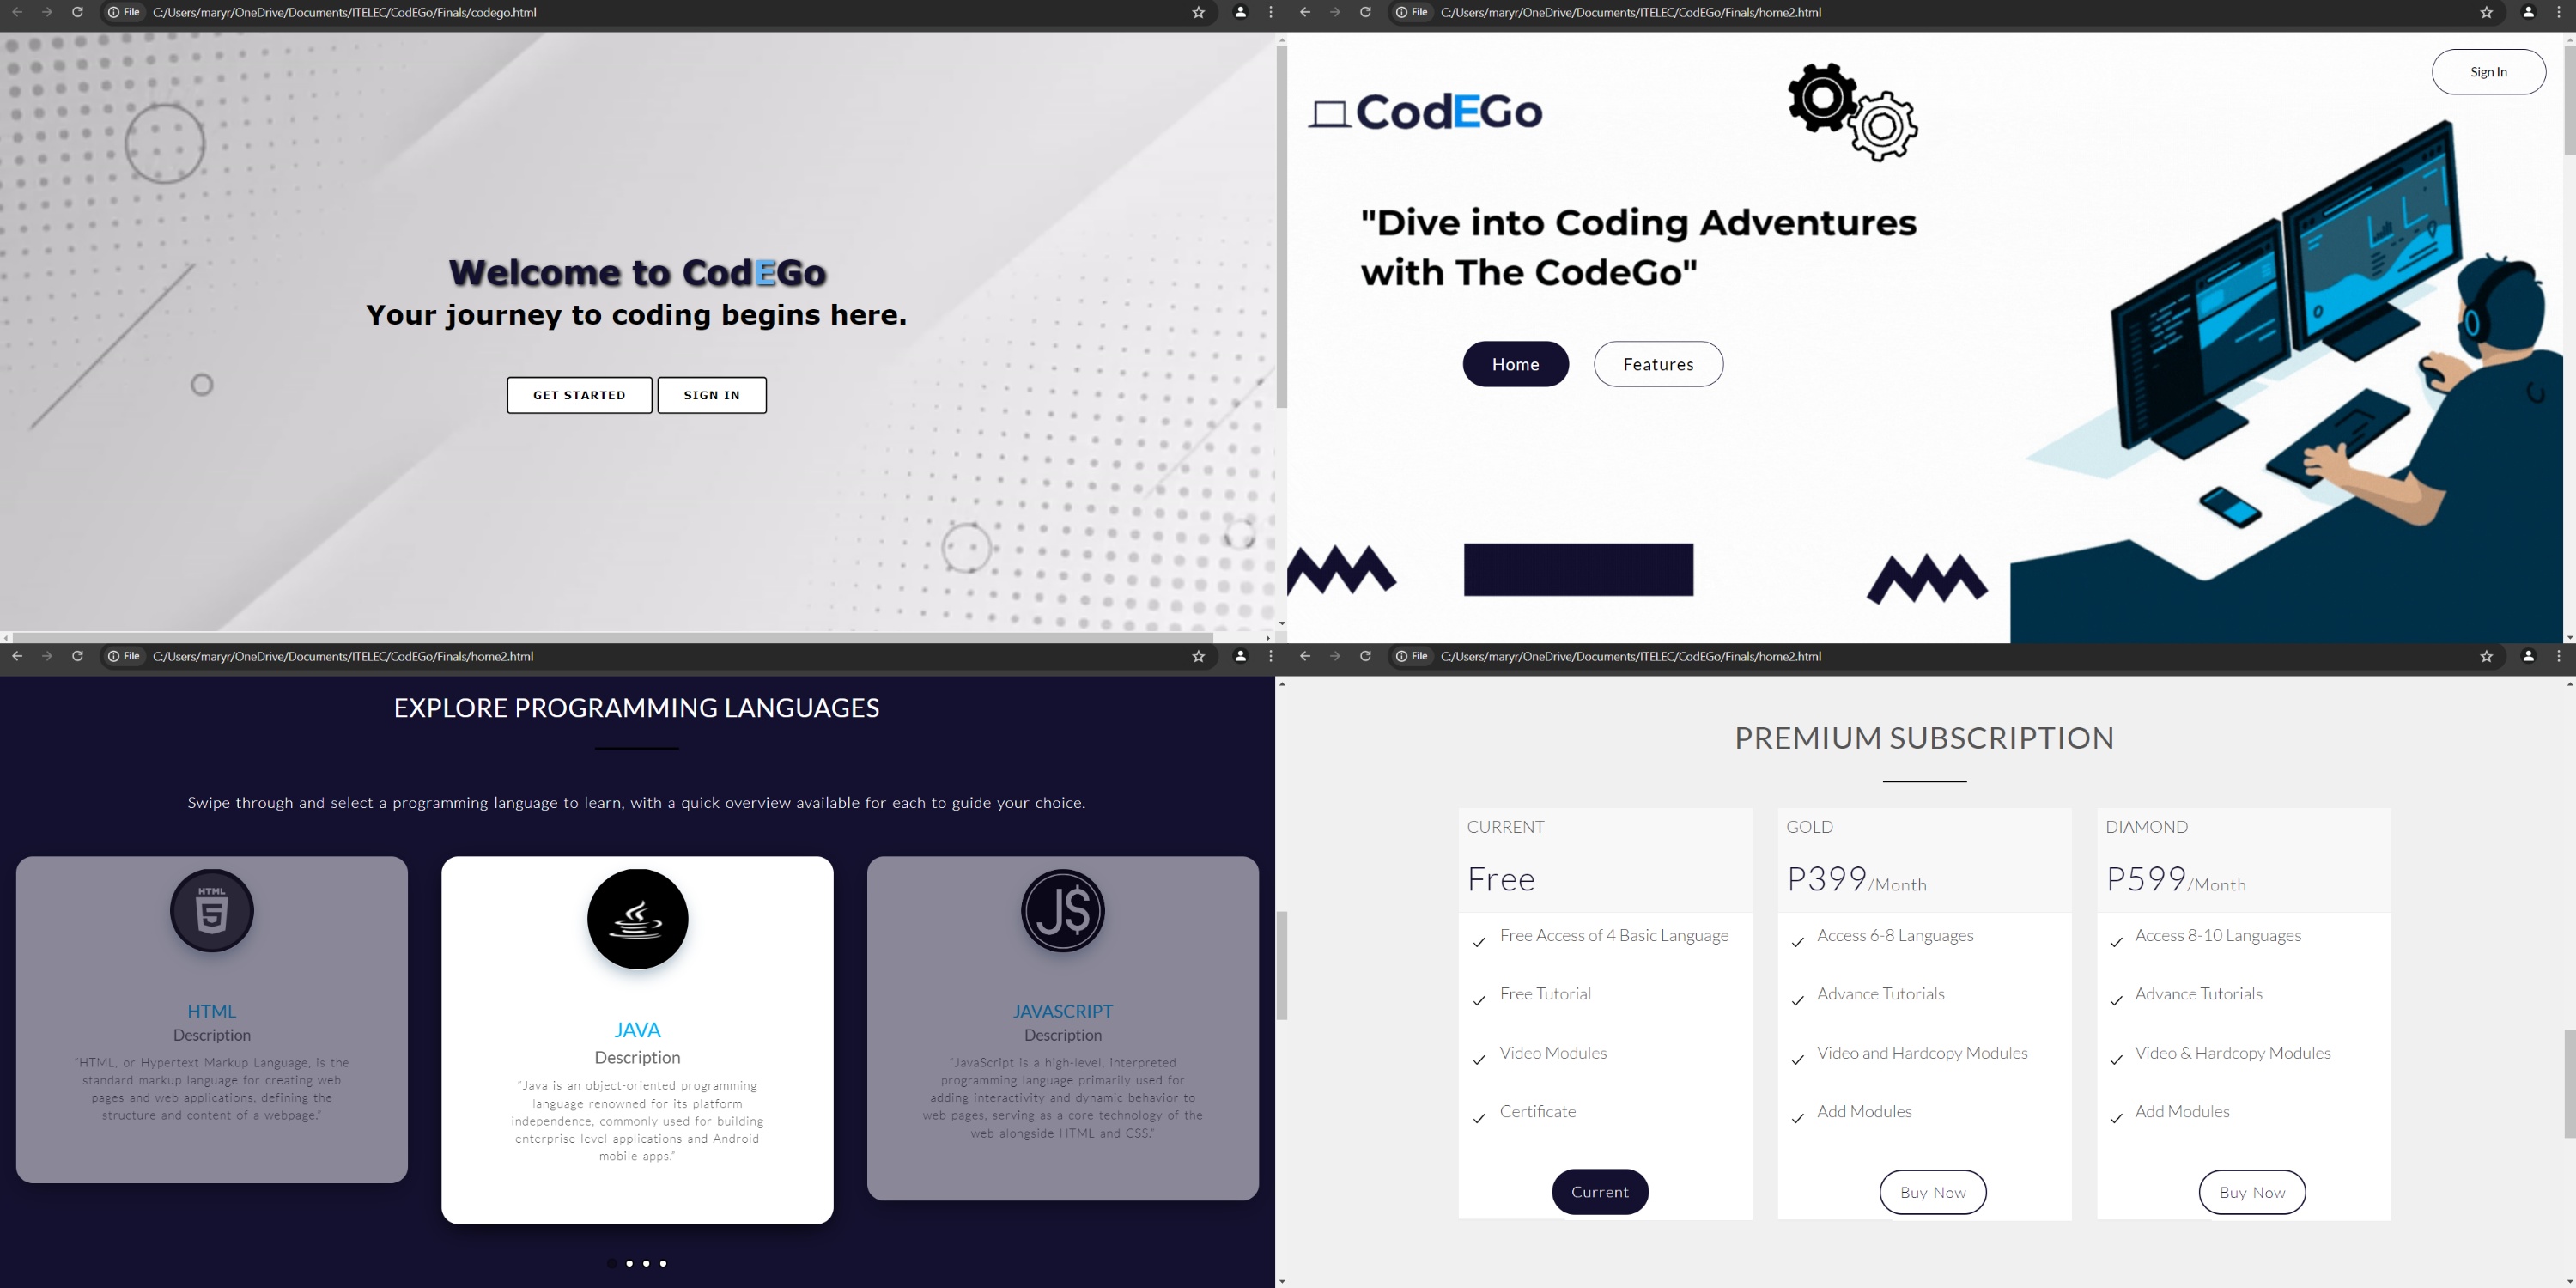 File C:/Users/maryr/OneDrive/Documents/ITELEC/CodEGo/Finals/codego.html
Welcome to CodEGo
Your journey to coding begins here.
GET STARTED SIGN IN
File C:/Users/maryr/OneDrive/Documents/ITELEC/CodEGo/Finals/home2.html
Sign In
CodEGo
"Dive into Coding Adventures
with The CodeGo"
Home Features
File C:/Users/maryr/OneDrive/Documents/ITELEC/CodEGo/Finals/home2.html
EXPLORE PROGRAMMING LANGUAGES
Swipe through and select a programming language to learn, with a quick overview available for each to guide your choice.
HTML
5
HTML
Description
"HTML, or Hypertext Markup Language, is the
standard markup language for creating web
pages and web applications, defining the
structure and content of a webpage."
JAVA
Description
"Java is an object-oriented programming
language renowned for its platform
independence, commonly used for building
enterprise-level applications and Android
mobile apps."
JS
JAVASCRIPT
Description
"JavaScript is a high-level, interpreted
programming language primarily used for
adding interactivity and dynamic behavior to
web pages, serving as a core technology of the
web alongside HTML and CSS."
File C:/Users/maryr/OneDrive/Documents/ITELEC/CodEGo/Finals/home2.html
PREMIUM SUBSCRIPTION
CURRENT
Free
Free Access of 4 Basic Language
Free Tutorial
Video Modules
Certificate
Current
GOLD
P399/Month
Access 6-8 Languages
Advance Tutorials
Video and Hardcopy Modules
Add Modules
Buy Now
DIAMOND
P599/Month
Access 8-10 Languages
Advance Tutorials
Video & Hardcopy Modules
Add Modules
Buy Now